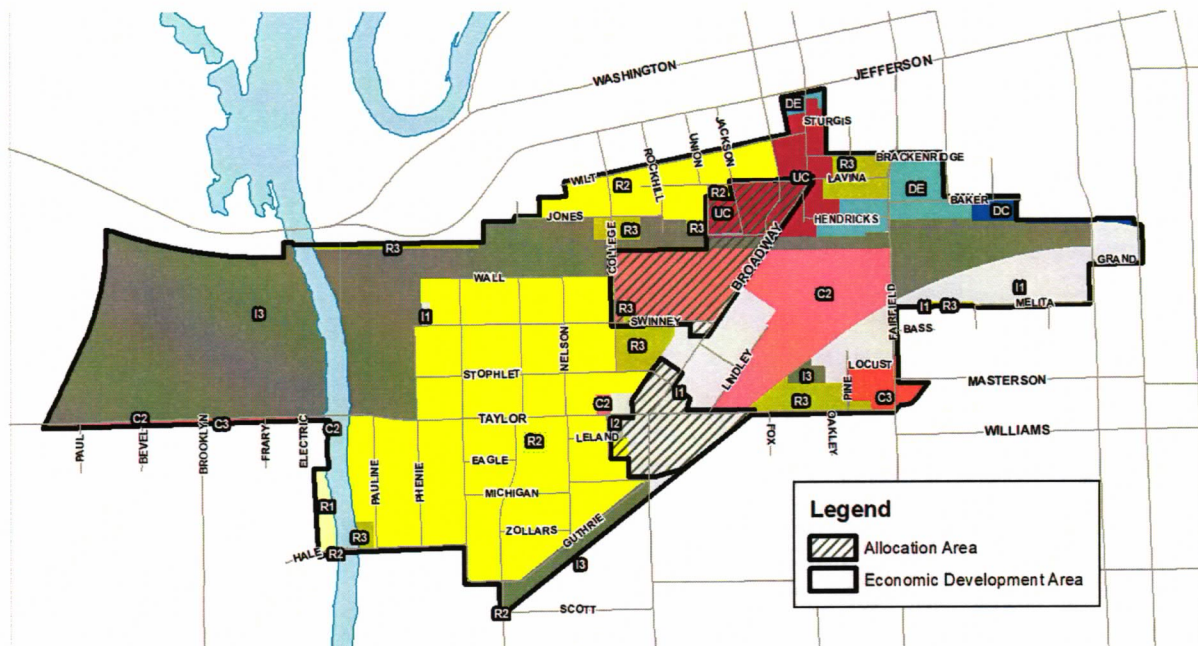 WASHINGTON
JEFFERSON
DE
STURGIS
JACKSON
UNION
ROCKHILL
WILT
R2
R2
UC
UC
R3
LAVINA
BRACKENRIDGE
DE
BAKER
DC
JONES
R3
R3
HENDRICKS
R3
COLLEGE
BROADWAY
GRAND
WALL
I3
I1
R3
C2
I1
I1
R3
MELITA
SWINNEY
FAIRFIELD
BASS
R3
NELSON
LINDLEY
LOCUST
STOPHLET
I1
I3
PINE
MASTERSON
C2
R3
C3
C2
C3
C2
TAYLOR
I2
LELAND
R2
FOX
OAKLEY
WILLIAMS
PAUL
BEVEL
BROOKLYN
FRARY
ELECTRIC
PAULINE
PHENIE
EAGLE
MICHIGAN
R1
ZOLLARS
GUTHRIE
R3
HALE
R2
I3
R2
SCOTT
Legend
Allocation Area
Economic Development Area